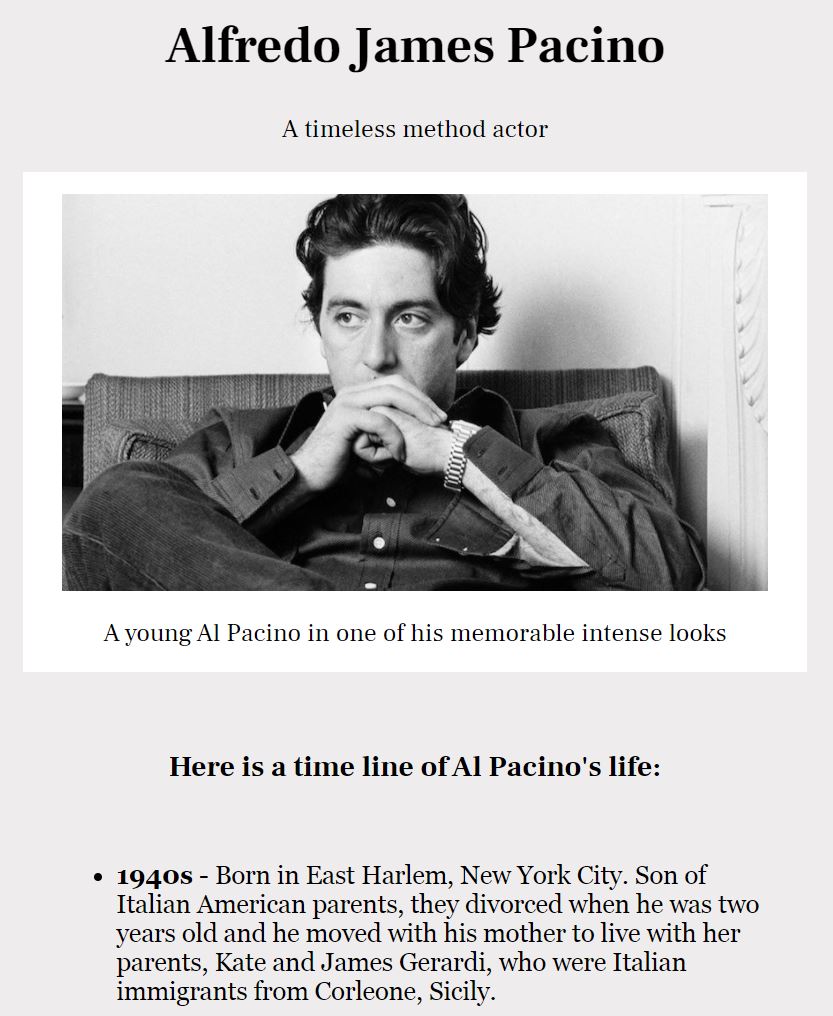 Alfredo James Pacino
A timeless method actor
A young Al Pacino in one of his memorable intense looks
Here is a time line of Al Pacino's life:
• 1940s - Born in East Harlem, New York City. Son of
Italian American parents, they divorced when he was two
years old and he moved with his mother to live with her
parents, Kate and James Gerardi, who were Italian
immigrants from Corleone, Sicily.